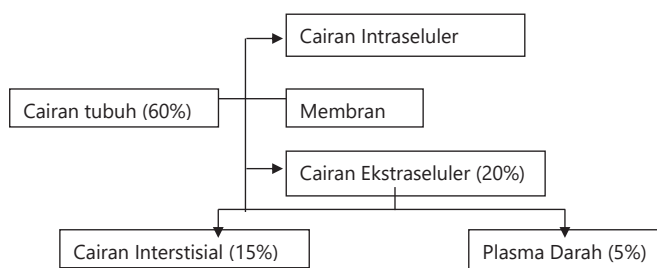 Cairan Intraseluler
Cairan tubuh (60%)
Membran
Cairan Ekstraseluler (20%)
Cairan Interstisial (15%)
Plasma Darah (5%)